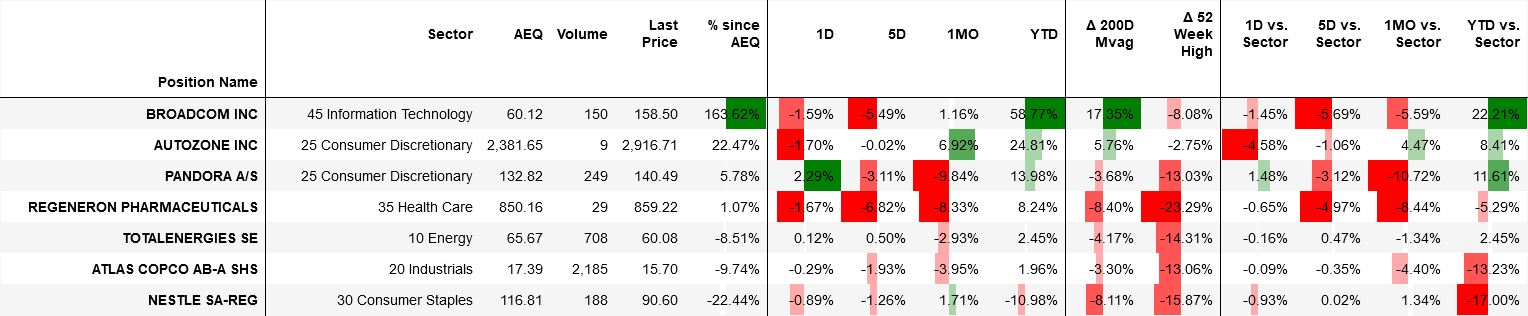 Position Name Sector AEQ Volume Last Price % since AEQ 1D 5D 1MO YTD Δ 200D Mvag Δ 52 Week High 1D vs. Sector 5D vs. Sector 1MO vs. Sector YTD vs. Sector
BROADCOM INC 45 Information Technology 60.12 150 158.50 163.62% -1.59% -5.49% 1.16% 58.77% 17.35% -8.08% -1.45% -5.69% -5.59% 22.21%
AUTOZONE INC 25 Consumer Discretionary 2,381.65 9 2,916.71 22.47% -1.70% -0.02% 6.92% 24.81% 5.76% -2.75% -4.58% -1.06% 4.47% 8.41%
PANDORA A/S 25 Consumer Discretionary 132.82 249 140.49 5.78% 2.29% -3.11% -9.84% 13.98% -3.68% -13.03% 1.48% -3.12% -10.72% 11.61%
REGENERON PHARMACEUTICALS 35 Health Care 850.16 29 859.22 1.07% -1.67% -6.82% -8.33% 8.24% -8.40% -23.29% -0.65% -4.97% -8.44% -5.29%
TOTALENERGIES SE 10 Energy 65.67 708 60.08 -8.51% 0.12% 0.50% -2.93% 2.45% -4.17% -14.31% -0.16% 0.47% -1.34% 2.45%
ATLAS COPCO AB-A SHS 20 Industrials 17.39 2,185 15.70 -9.74% -0.29% -1.93% -3.95% 1.96% -3.30% -13.06% -0.09% -0.35% -4.40% -13.23%
NESTLE SA-REG 30 Consumer Staples 116.81 188 90.60 -22.44% -0.89% -1.26% 1.71% -10.98% -8.11% -15.87% -0.93% 0.02% 1.34% -17.00%